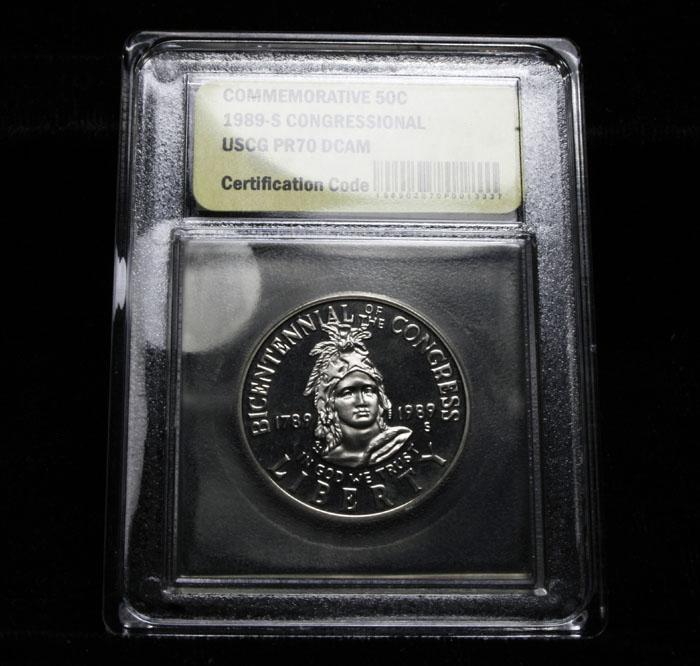 COMMEMORATIVE 50C
1989-S CONGRESSIONAL
USCG PR70 DCAM
Certification Code
BICENTENNIAL OF THE CONGRESS
1789 1989
S
IN GOD WE TRUST
LIBERTY